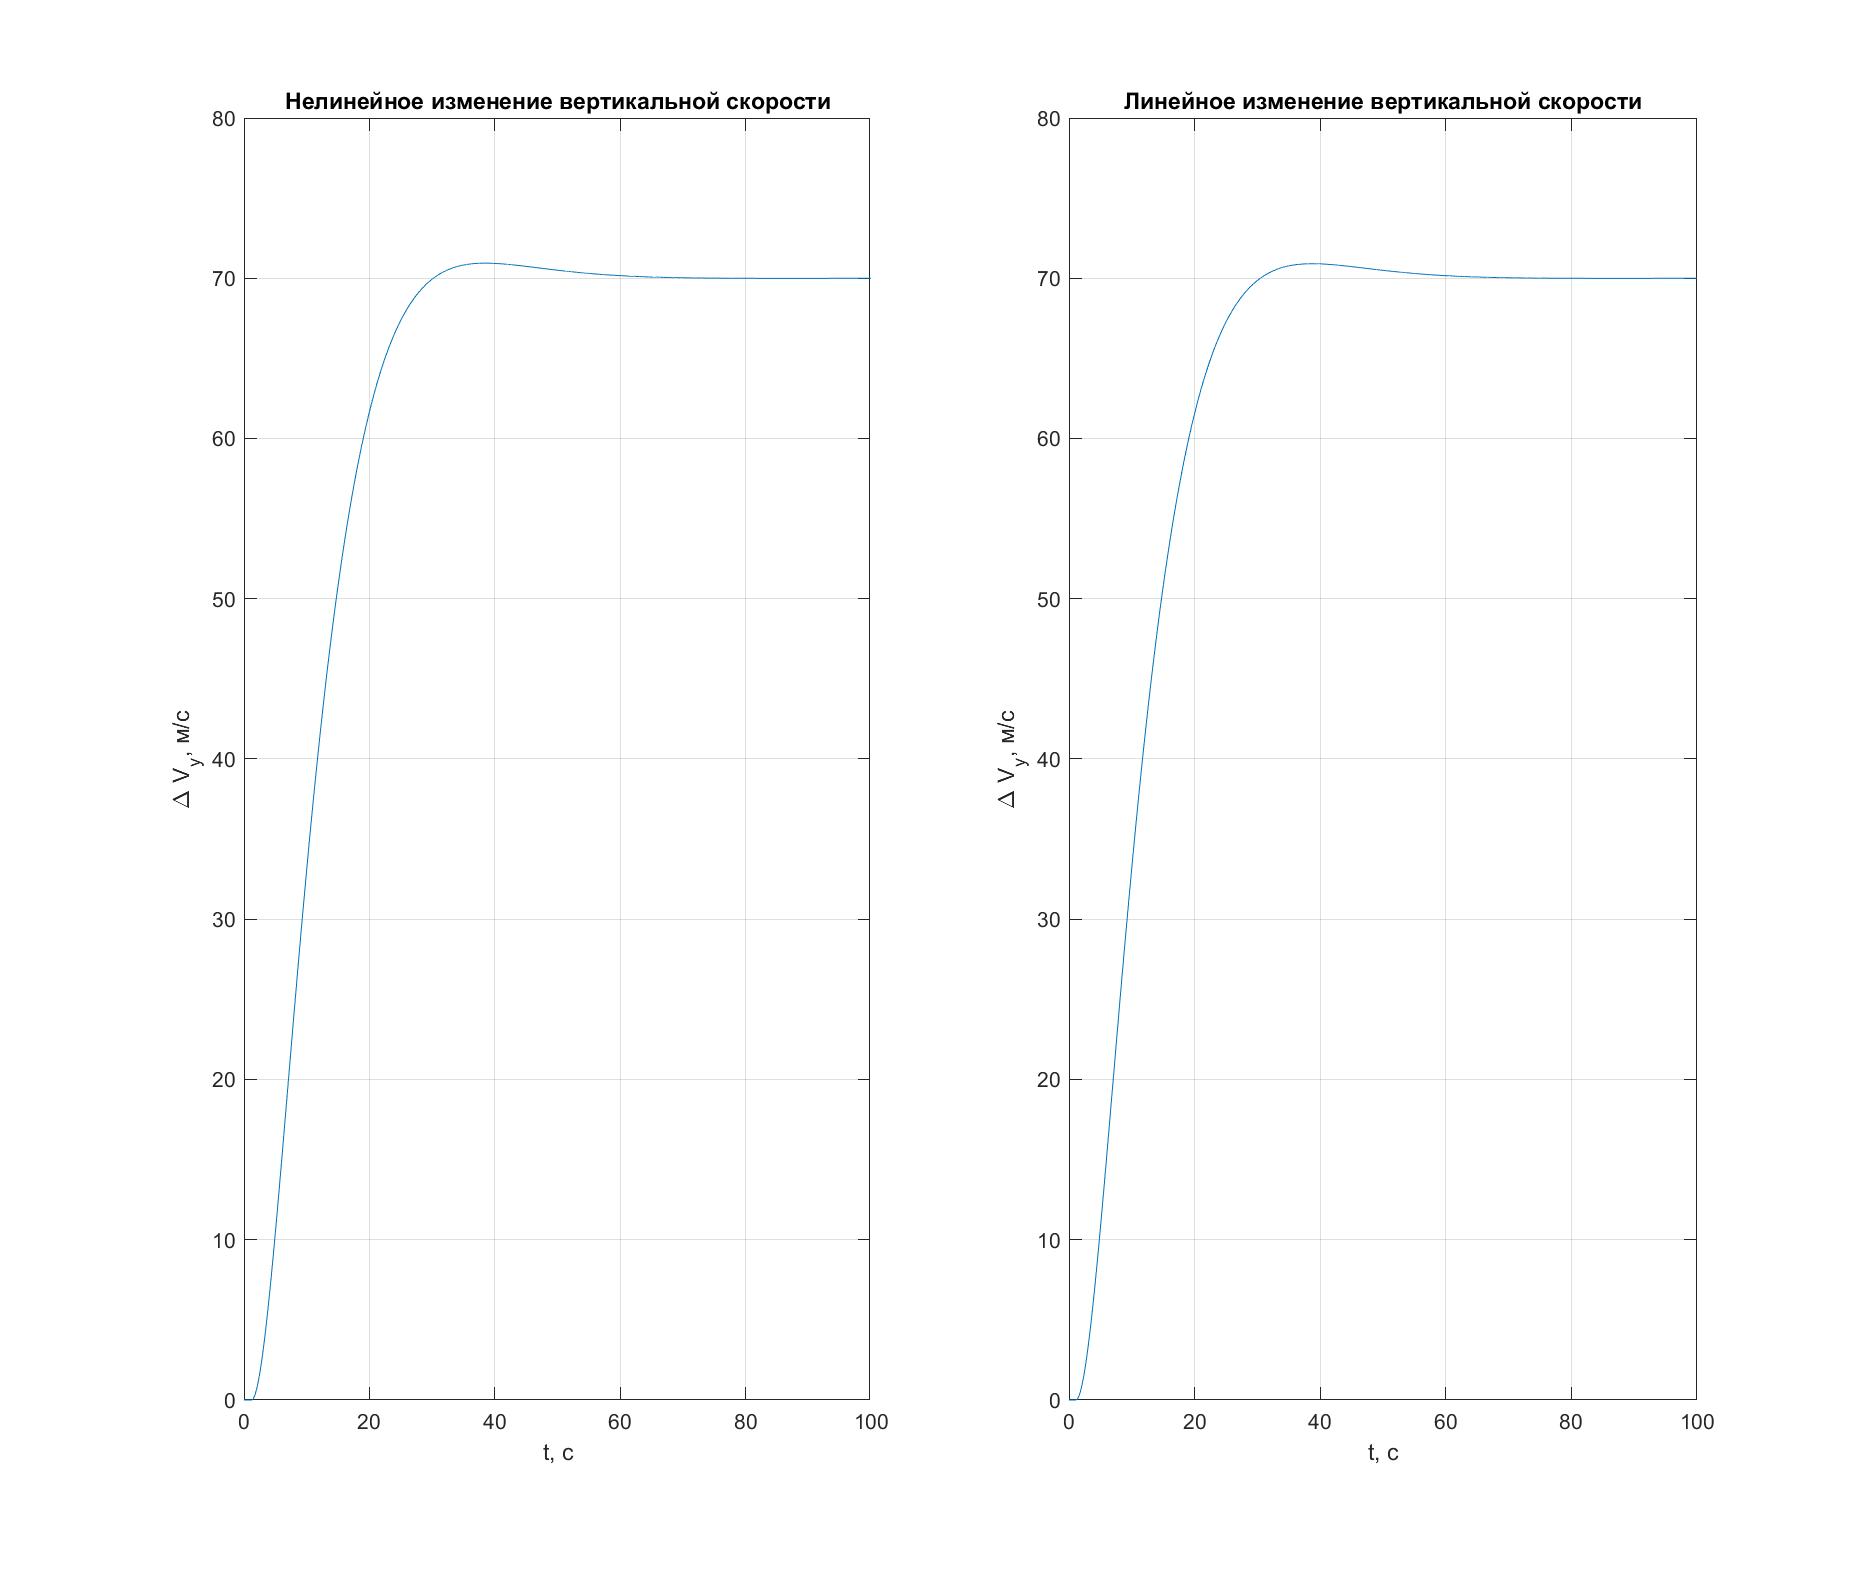 Нелинейное изменение вертикальной скорости
80
70
60
50
40
30
20
10
0
0 20 40 60 80 100
t, c
Δ V_y, м/с
Линейное изменение вертикальной скорости
80
70
60
50
40
30
20
10
0
0 20 40 60 80 100
t, c
Δ V_y, м/с